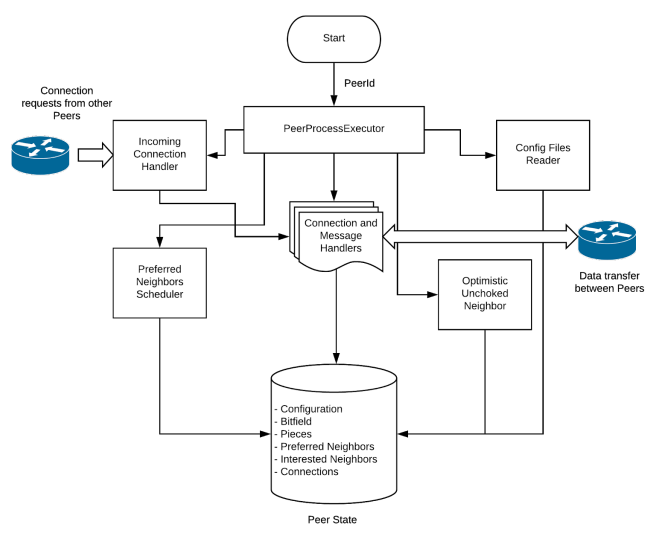 Start
PeerId
Connection
requests from other
Peers
PeerProcessExecutor
Incoming
Connection
Handler
Config Files
Reader
Connection and
Message
Handlers
Preferred
Neighbors
Scheduler
Optimistic
Unchoked
Neighbor
Data transfer
between Peers
- Configuration
- Bitfield
- Pieces
- Preferred Neighbors
- Interested Neighbors
- Connections
Peer State